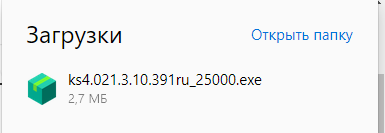 Загрузки
Открыть папку
ks4.021.3.10.391ru_25000.exe
2,7 МБ